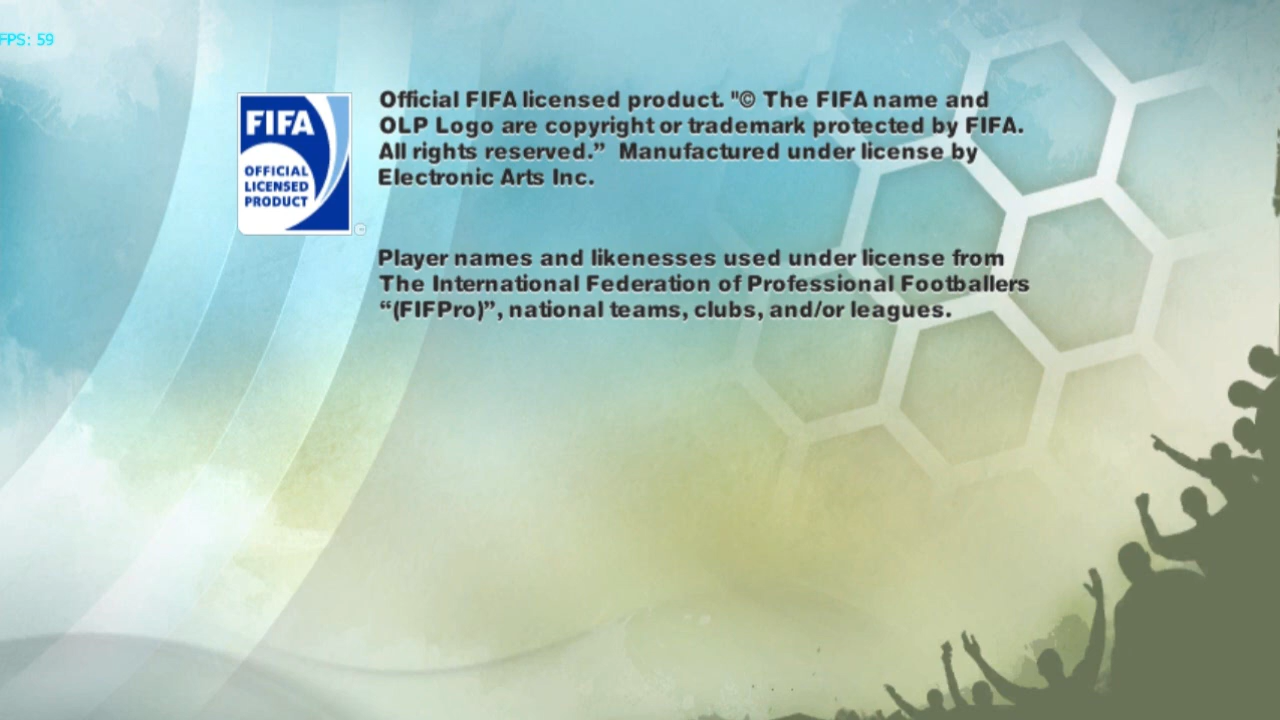 FPS: 59
FIFA
OFFICIAL
LICENSED
PRODUCT
Official FIFA licensed product. "© The FIFA name and
OLP Logo are copyright or trademark protected by FIFA.
All rights reserved.”  Manufactured under license by
Electronic Arts Inc.
Player names and likenesses used under license from
The International Federation of Professional Footballers
“(FIFPro)”, national teams, clubs, and/or leagues.